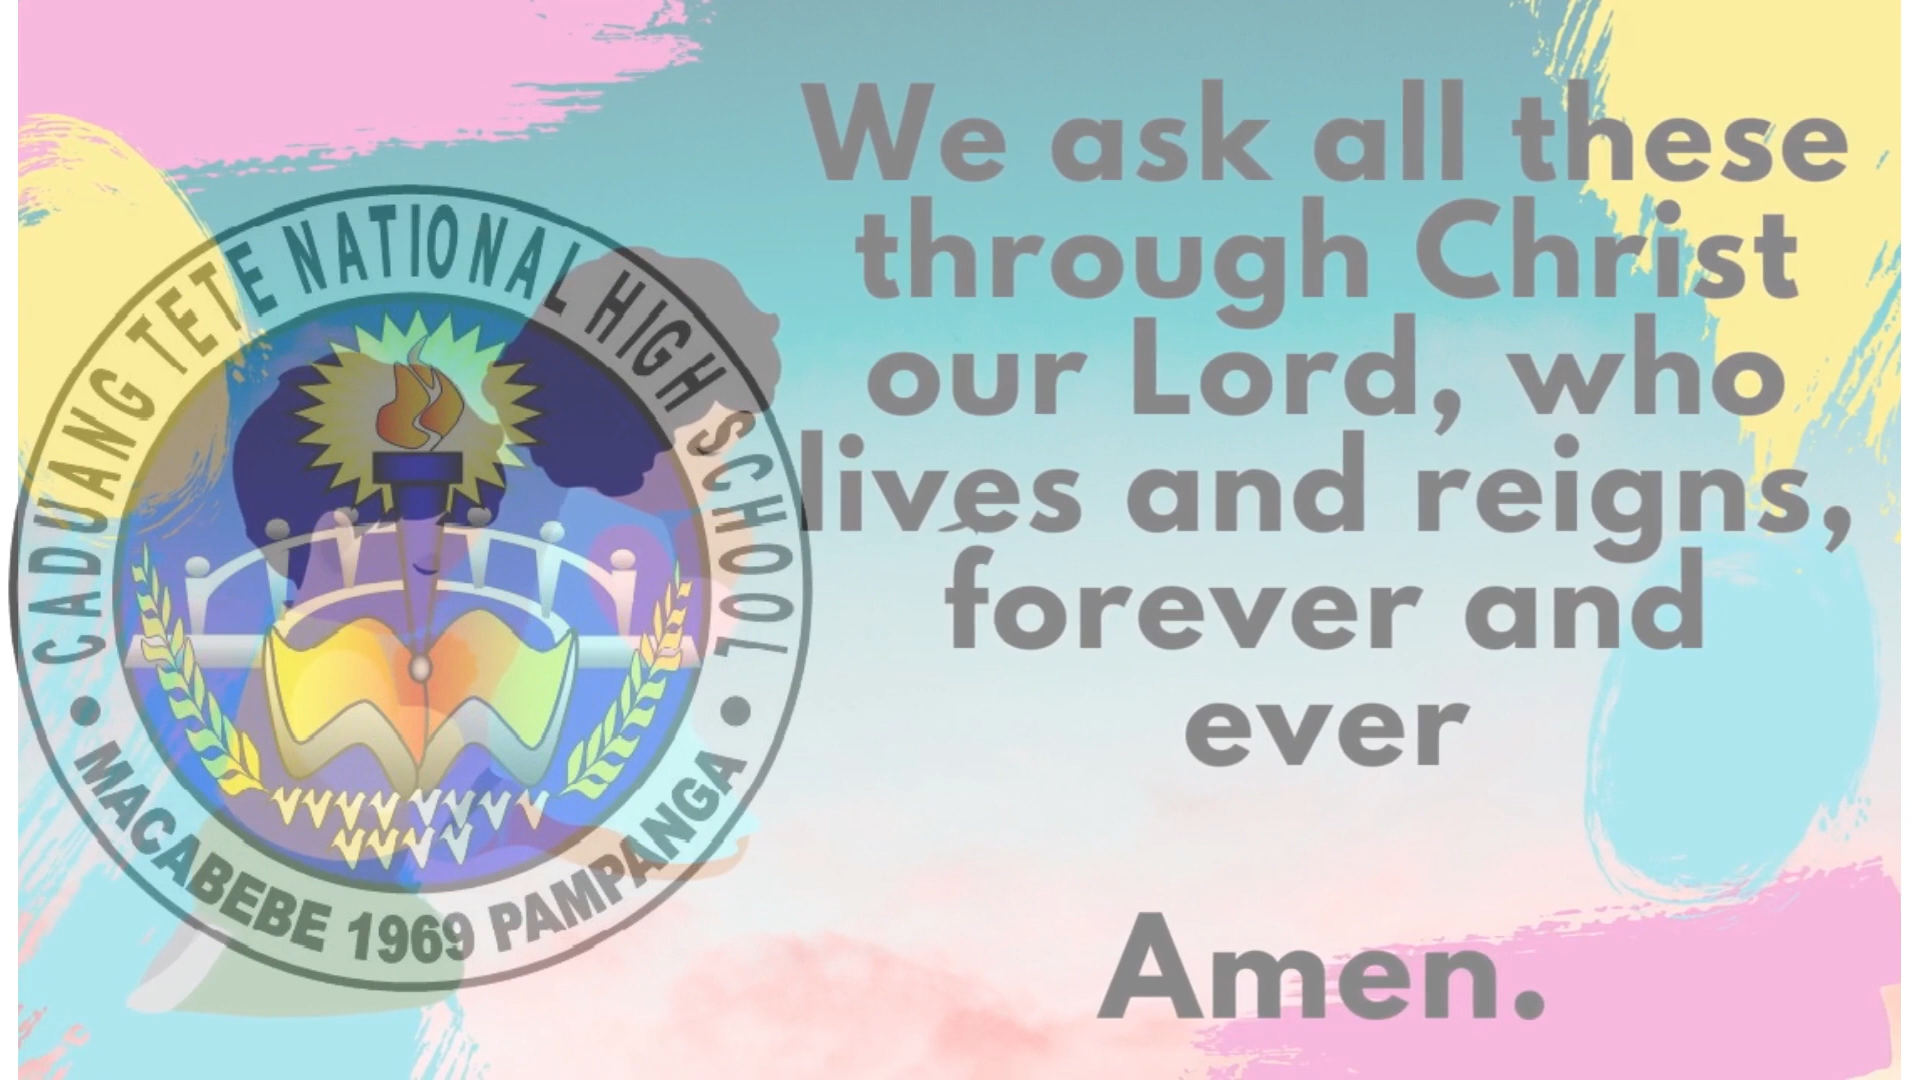 CADUANG TETE NATIONAL HIGH SCHOOL
MACABEBE 1969 PAMPANGA
We ask all these
through Christ
our Lord, who
lives and reigns,
forever and
ever
Amen.